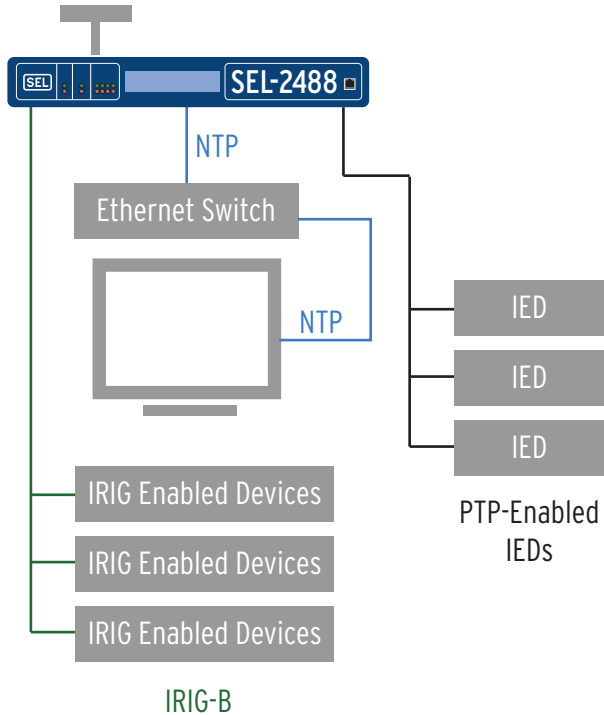 SEL
SEL-2488
NTP
Ethernet Switch
NTP
IED
IED
IED
PTP-Enabled
IEDs
IRIG Enabled Devices
IRIG Enabled Devices
IRIG Enabled Devices
IRIG-B